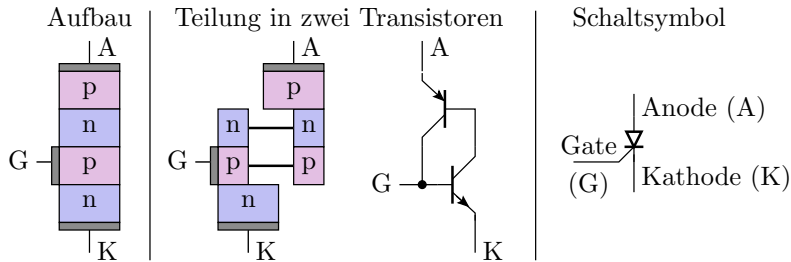 Aufbau
Teilung in zwei Transistoren
Schaltsymbol
A
A
A
p
p
n
n
n
Anode (A)
G
p
G
p
p
Gate
(G)
G
n
n
Kathode (K)
K
K
K